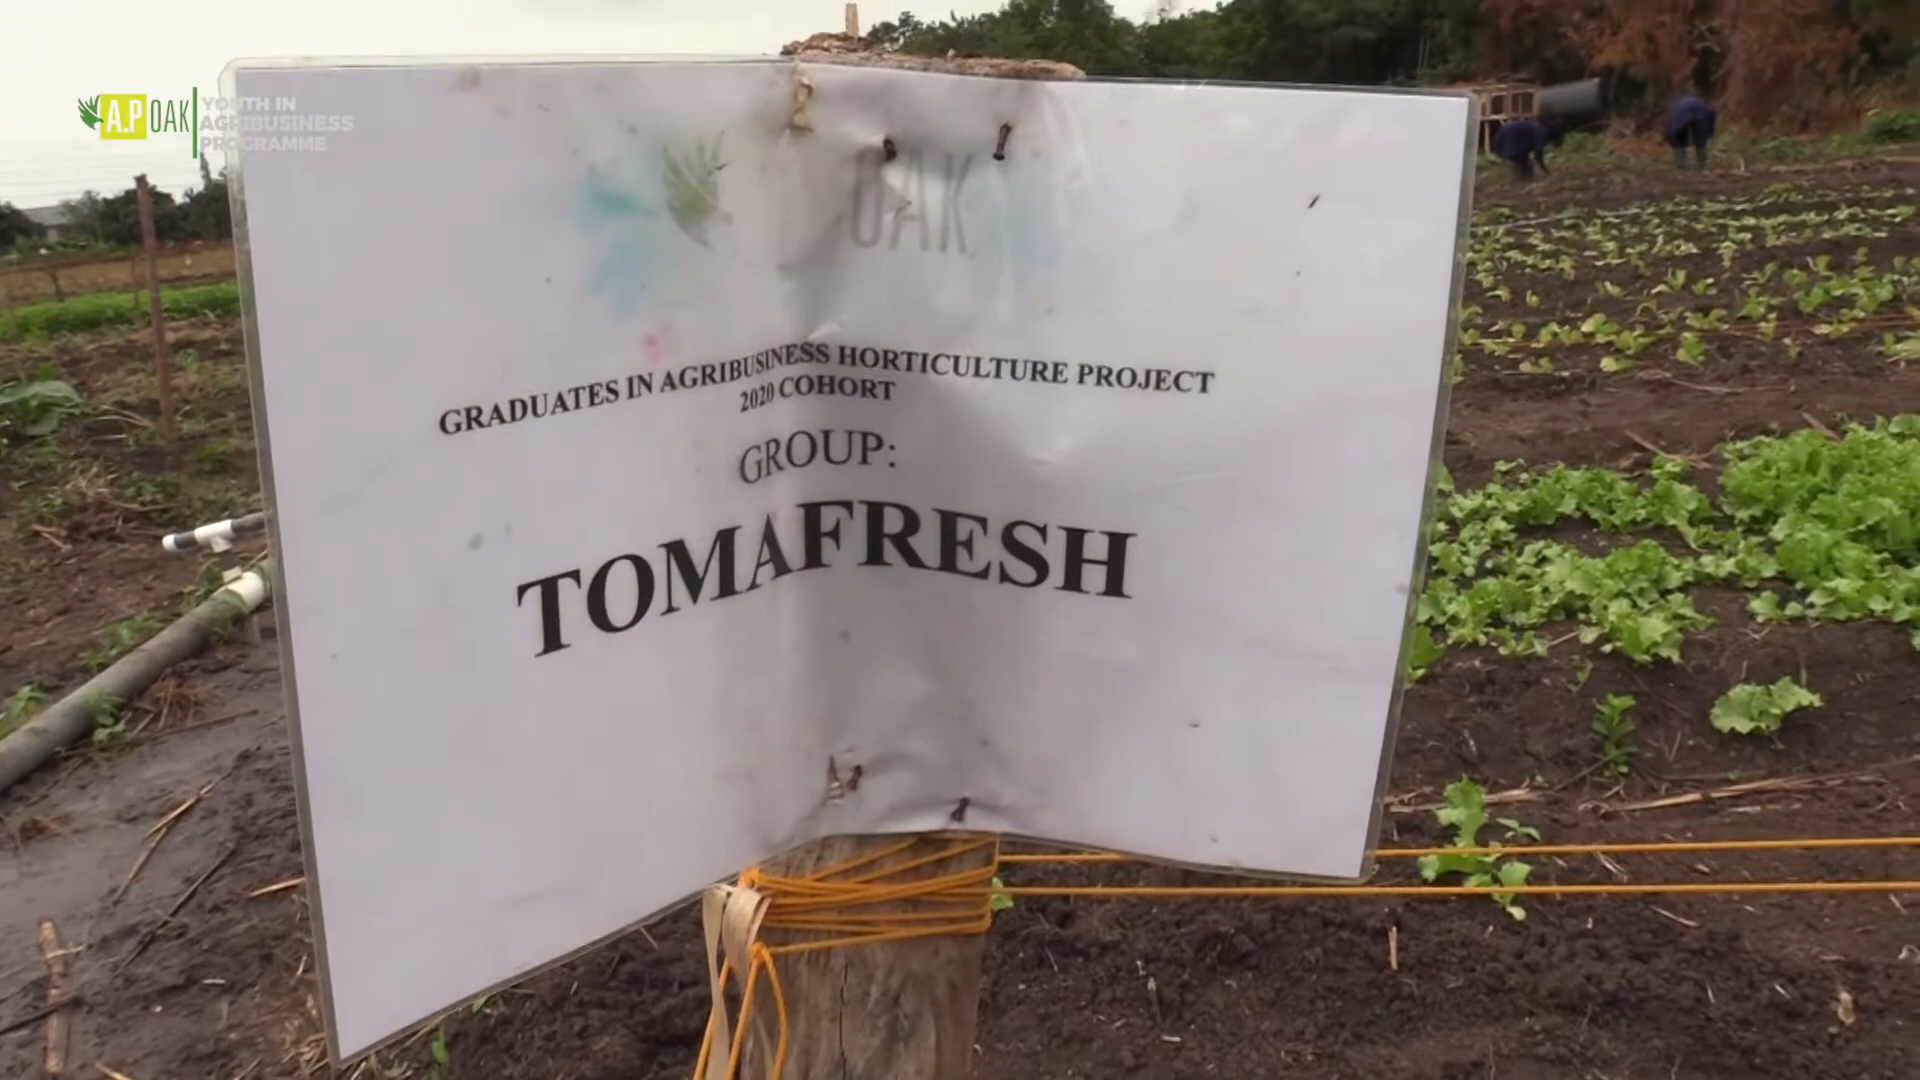 A.P OAK
YOUTH IN
AGRIBUSINESS
PROGRAMME
OAK
GRADUATES IN AGRIBUSINESS HORTICULTURE PROJECT
2020 COHORT
GROUP:
TOMAFRESH